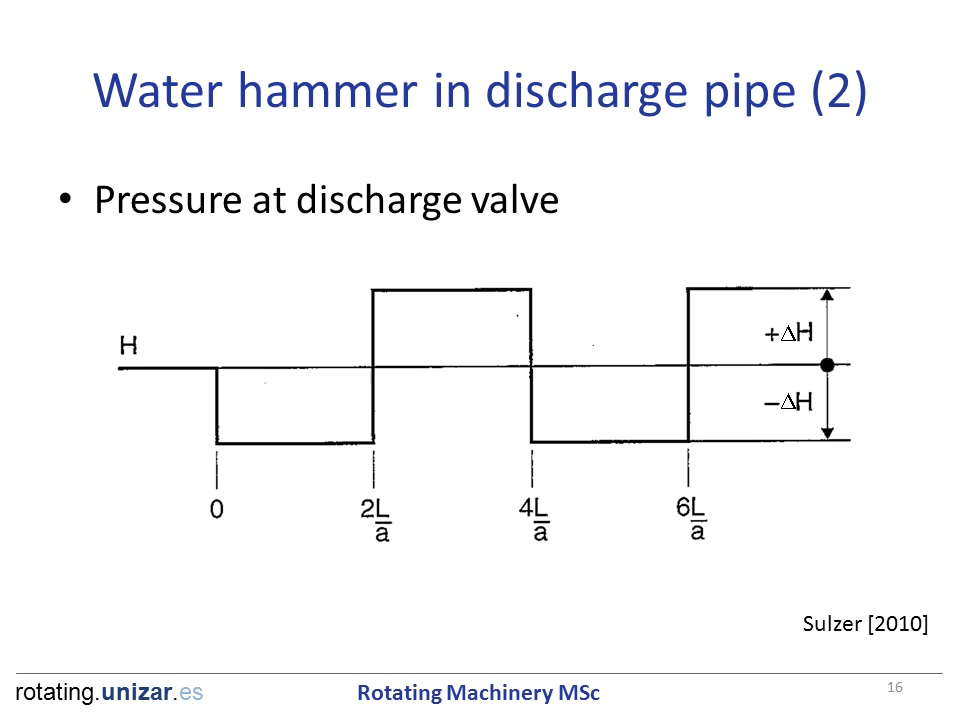 Water hammer in discharge pipe (2)
• Pressure at discharge valve
H
+ΔH
−ΔH
0
2L/a
4L/a
6L/a
Sulzer [2010]
rotating.unizar.es
Rotating Machinery MSc
16